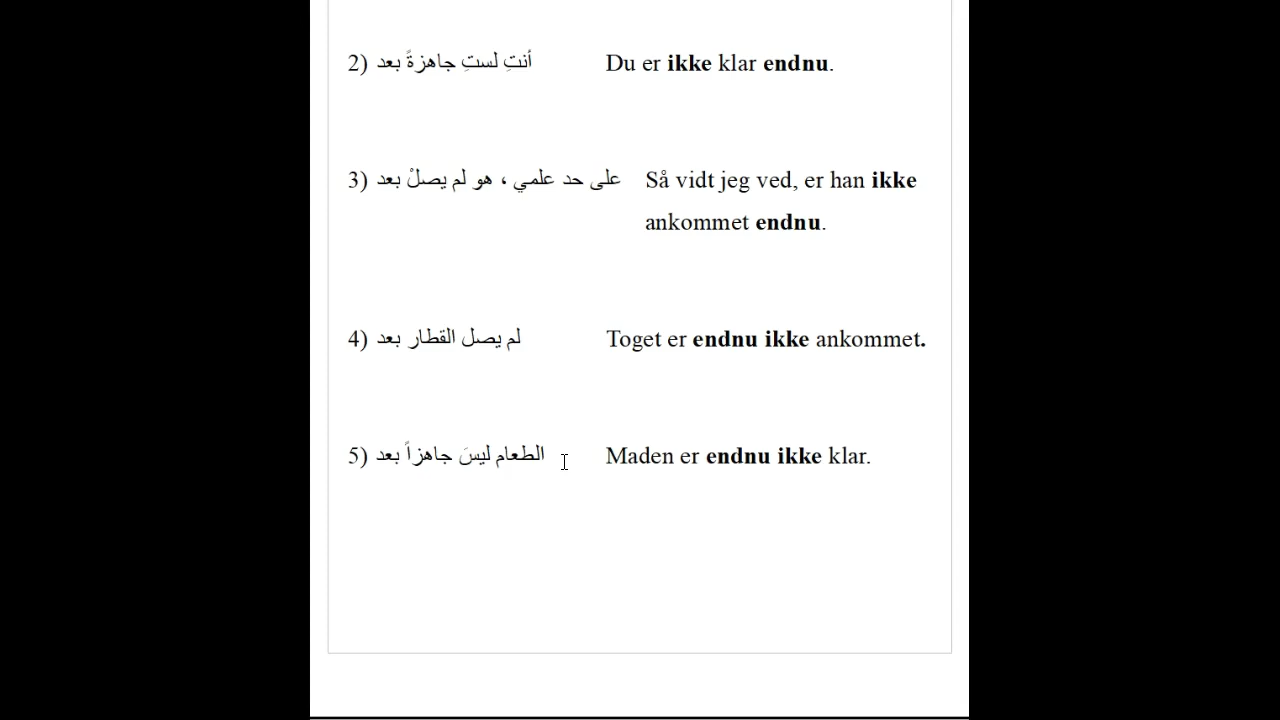 2) أنتِ لستِ جاهزةً بعد Du er ikke klar endnu.
3) على حد علمي ، هو لم يصلْ بعد Så vidt jeg ved, er han ikke
ankommet endnu.
4) لم يصل القطار بعد Toget er endnu ikke ankommet.
5) الطعام ليسَ جاهزاً بعد Maden er endnu ikke klar.